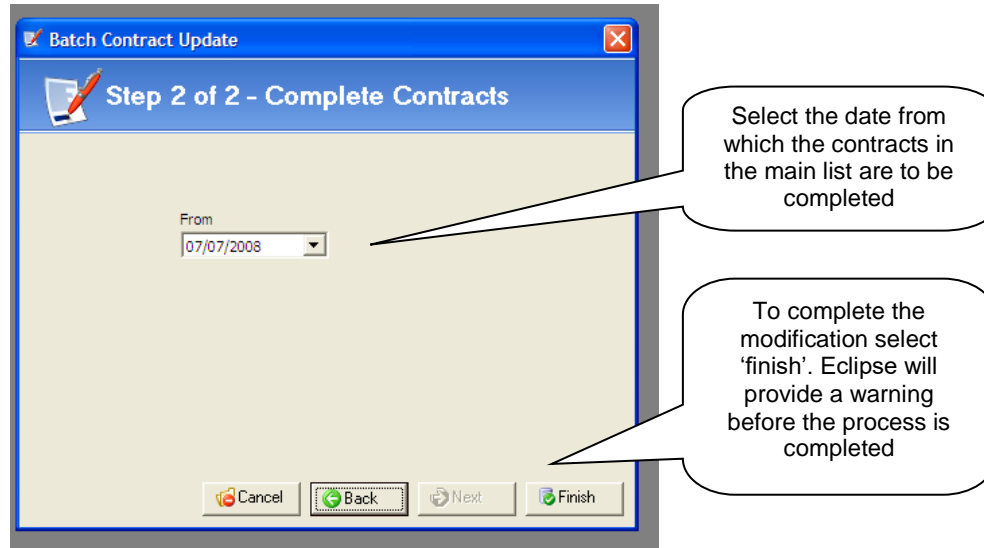 Batch Contract Update
Step 2 of 2 - Complete Contracts
From
07/07/2008
Cancel
Back
Next
Finish
Select the date from
which the contracts in
the main list are to be
completed
To complete the
modification select
‘finish’. Eclipse will
provide a warning
before the process is
completed